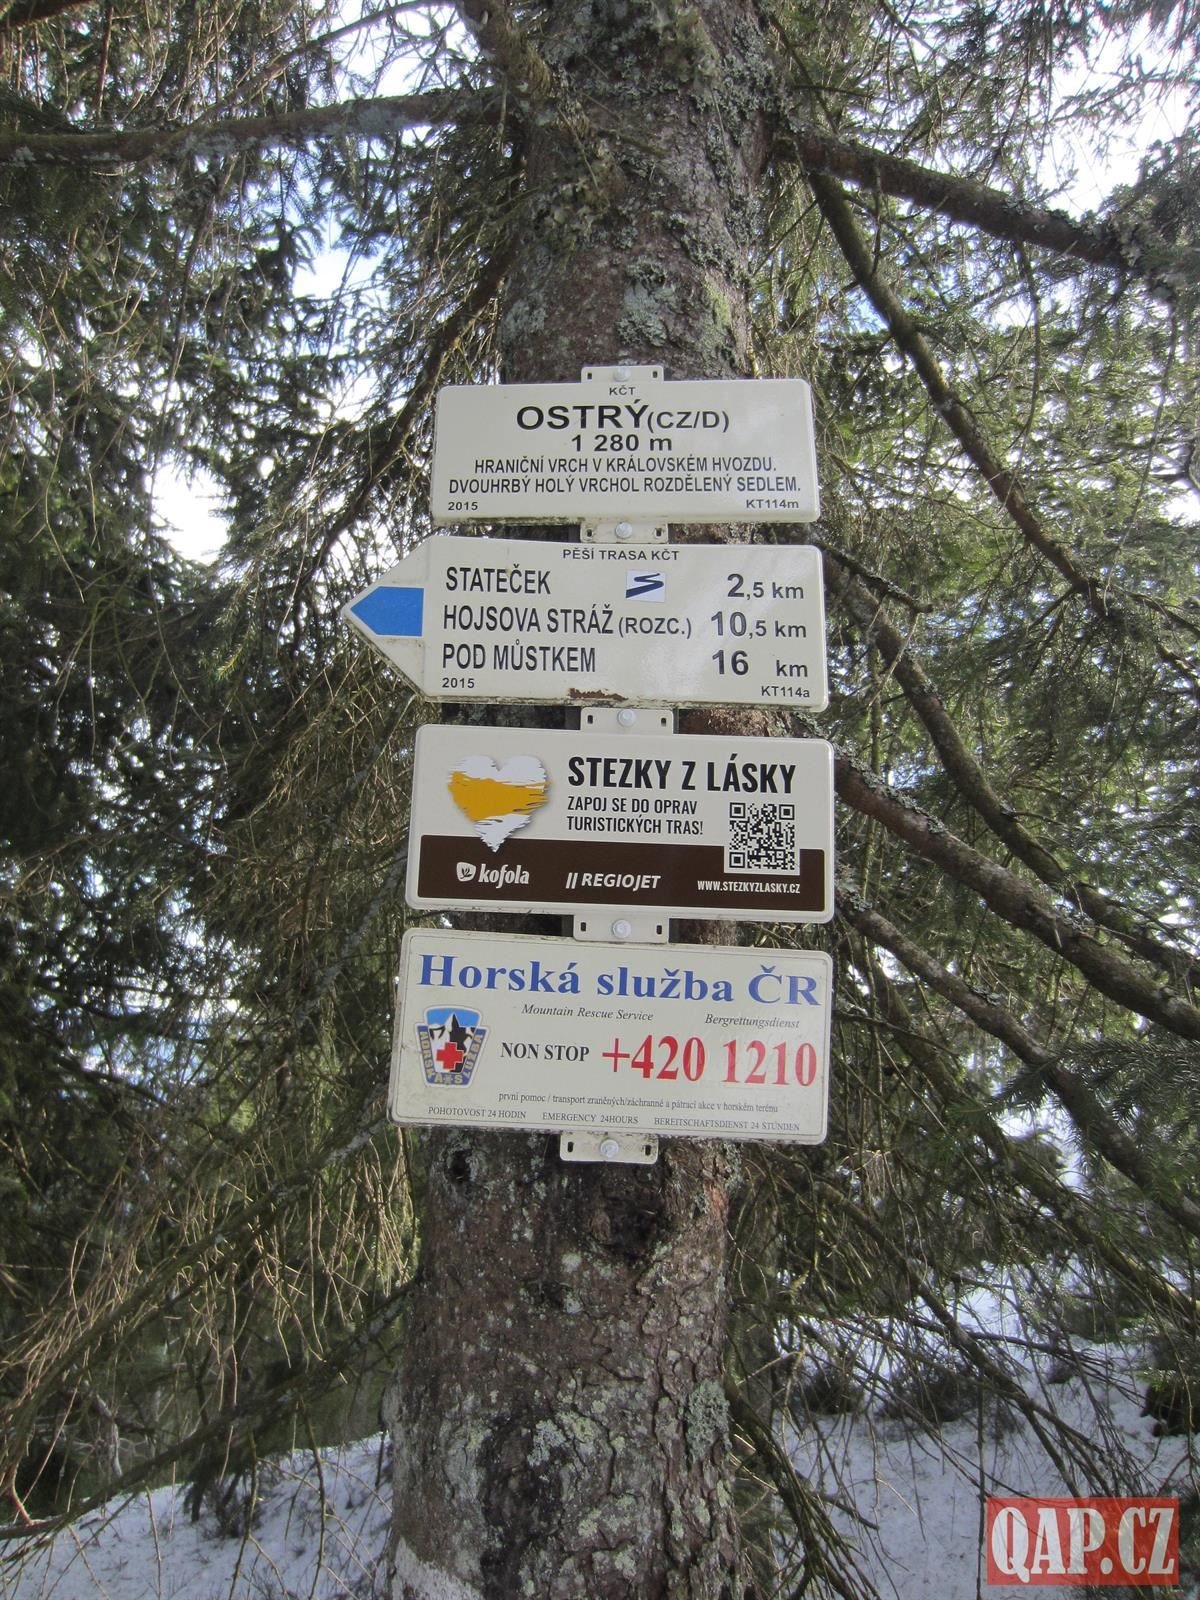 KČT
OSTRÝ(CZ/D)
1 280 m
HRANIČNÍ VRCH V KRÁLOVSKÉM HVOZDU.
DVOUHRBÝ HOLÝ VRCHOL ROZDĚLENÝ SEDLEM.
2015 KT114m
PĚŠÍ TRASA KČT
STATEČEK 2,5 km
HOJSOVA STRÁŽ (ROZC.) 10,5 km
POD MŮSTKEM 16 km
2015 KT114a
STEZKY Z LÁSKY
ZAPOJ SE DO OPRAV
TURISTICKÝCH TRAS!
kofola REGIOJET WWW.STEZKYZLASKY.CZ
Horská služba ČR
Mountain Rescue Service Bergrettungsdienst
HORSKÁ SLUŽBA
NON STOP +420 1210
první pomoc / transport zraněných/záchranné a pátrací akce v horském terénu
POHOTOVOST 24 HODIN EMERGENCY 24HOURS BEREITSCHAFTSDIENST 24 STUNDEN
QAP.CZ